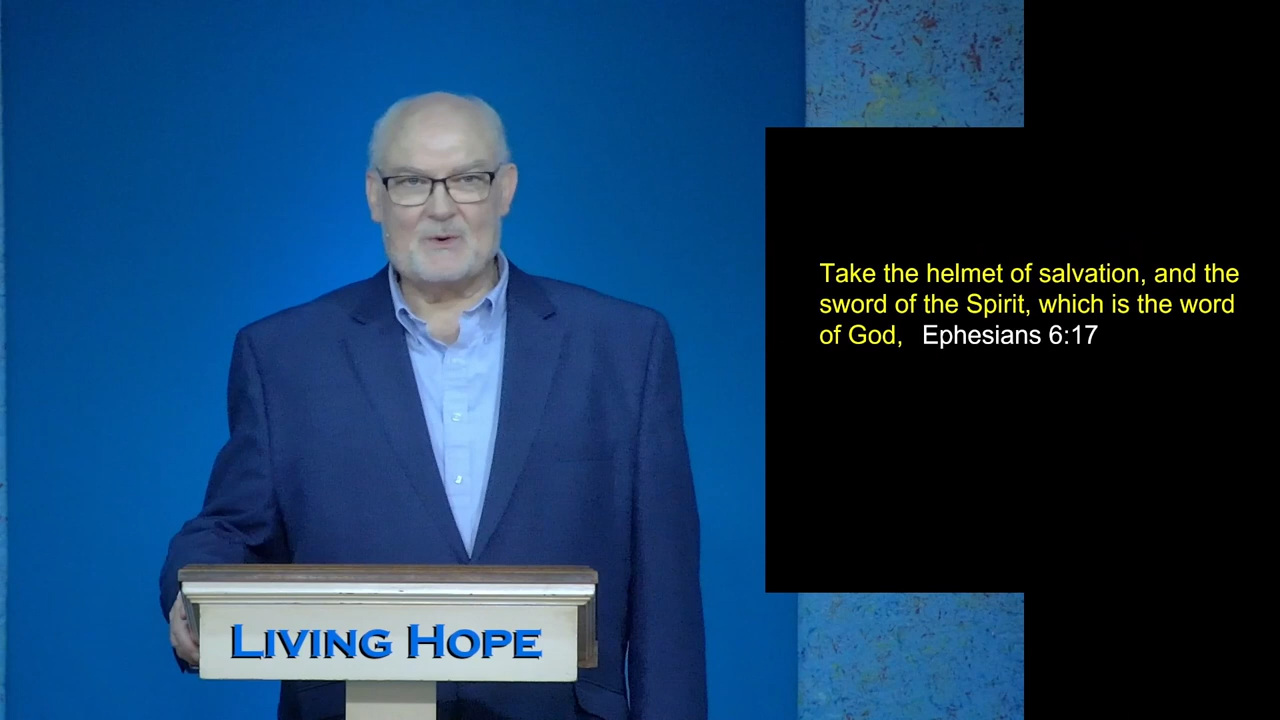 Take the helmet of salvation, and the
sword of the Spirit, which is the word
of God, Ephesians 6:17
LIVING HOPE